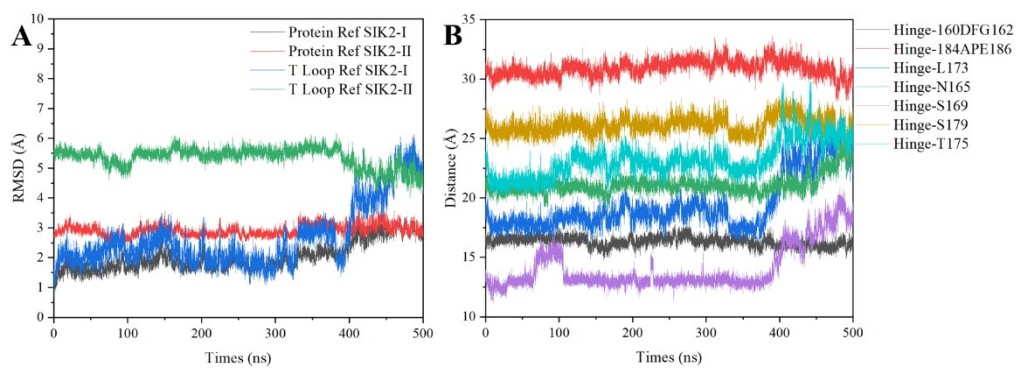 A
10
9
8
7
6
5
4
3
2
1
0
RMSD (Å)
0 100 200 300 400 500
Times (ns)
Protein Ref SIK2-I
Protein Ref SIK2-II
T Loop Ref SIK2-I
T Loop Ref SIK2-II
B
35
30
25
20
15
10
Distance (Å)
0 100 200 300 400 500
Times (ns)
Hinge-160DFG162
Hinge-184APE186
Hinge-L173
Hinge-N165
Hinge-S169
Hinge-S179
Hinge-T175